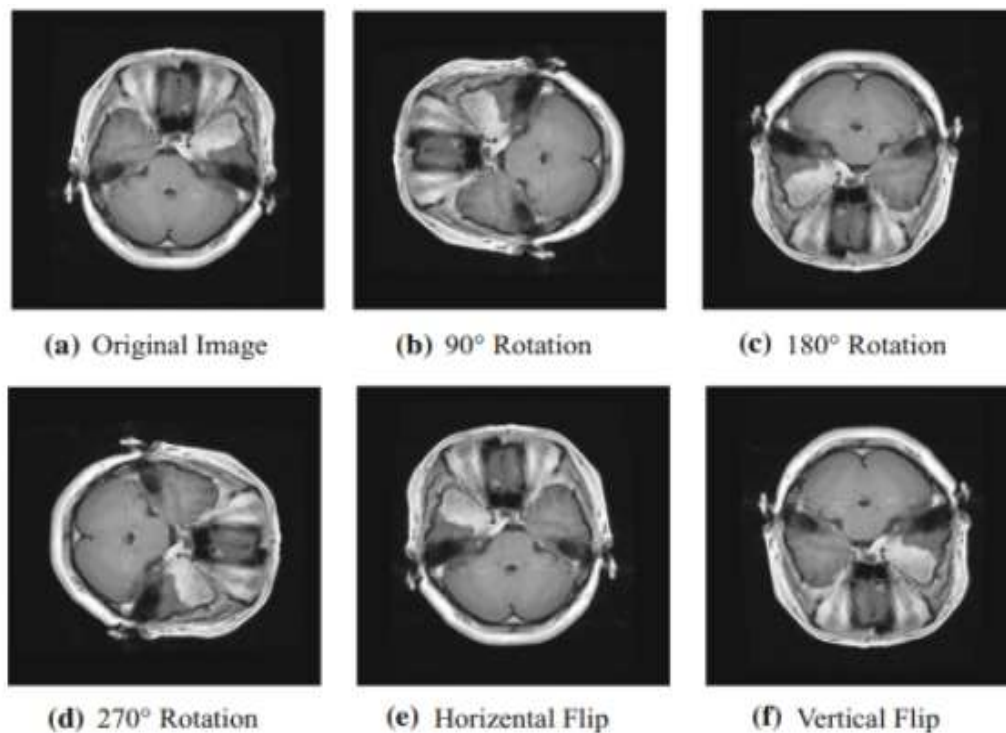 (a) Original Image
(b) 90° Rotation
(c) 180° Rotation
(d) 270° Rotation
(e) Horizental Flip
(f) Vertical Flip